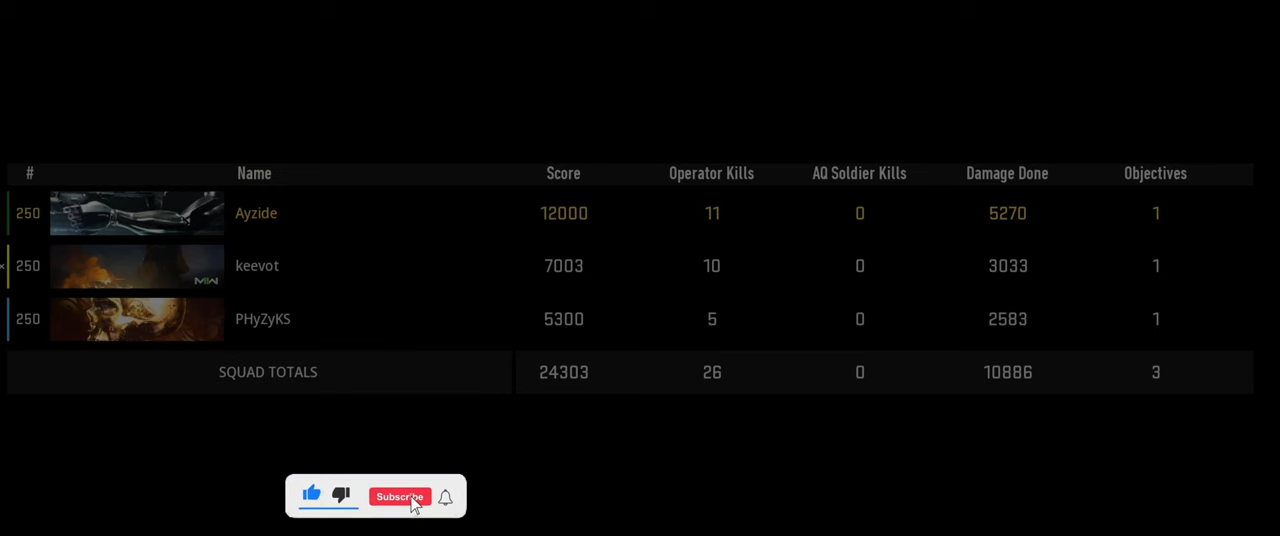 # Name Score Operator Kills AQ Soldier Kills Damage Done Objectives
250 Ayzide 12000 11 0 5270 1
× 250 MW keevot 7003 10 0 3033 1
250 PHyZyKS 5300 5 0 2583 1
SQUAD TOTALS 24303 26 0 10886 3
Subscribe